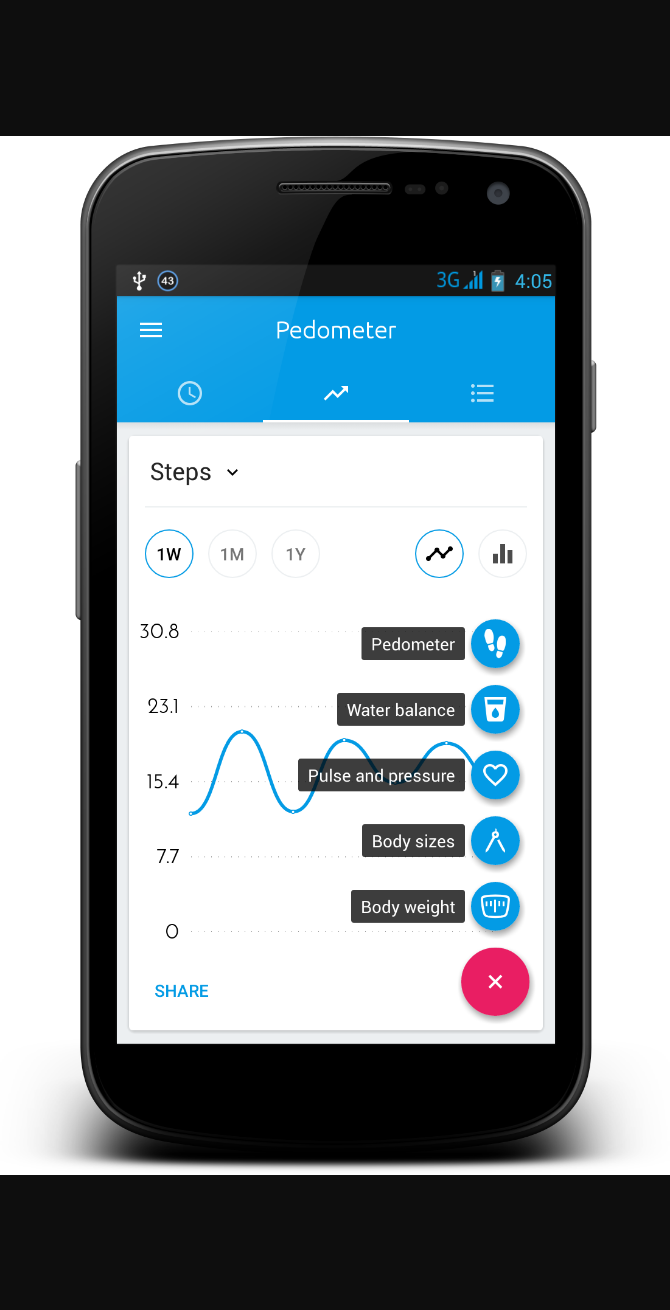 43 3G 4:05
Pedometer
Steps
1W 1M 1Y
30.8
Pedometer
23.1
Water balance
15.4
Pulse and pressure
7.7
Body sizes
Body weight
0
SHARE